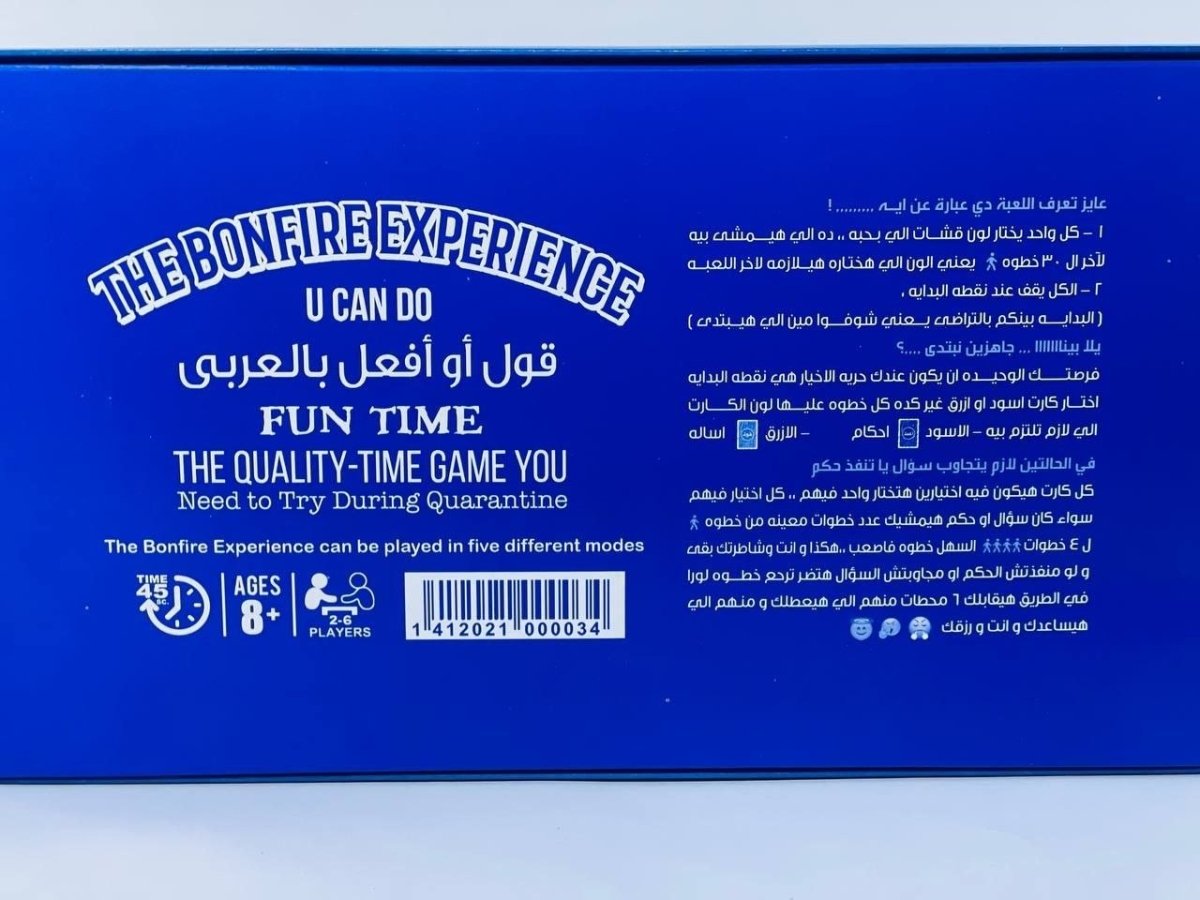 THE BONFIRE EXPERIENCE
U CAN DO
قول أو أفعل بالعربى
FUN TIME
THE QUALITY-TIME GAME YOU
Need to Try During Quarantine
The Bonfire Experience can be played in five different modes
TIME
45
SC.
AGES
8+
2-6
PLAYERS
1 412021 000034
عايز تعرف اللعبة دي عبارة عن ايه ,,,,,,,,, !
١ – كل واحد يختار لون قشات الي بحبه ,, ده الي هيمشى بيه
لآخر ال ٣٠ خطوه يعني الون الي هختاره هيلازمه لاخر اللعبه
٢ – الكل يقف عند نقطه البدايه ,
( البدايه بينكم بالتراضى يعني شوفوا مين الي هيبتدى )
يلا بيناااااااا ... جاهزين نبتدى ....؟
فرصتك الوحيده ان يكون عندك حريه الاخيار هي نقطه البدايه
اختار كارت اسود او ازرق غير كده كل خطوه عليها لون الكارت
الي لازم تلتزم بيه – الاسود احكام – الازرق اساله
في الحالتين لازم يتجاوب سؤال يا تنفذ حكم
كل كارت هيكون فيه اختيارين هتختار واحد فيهم ,, كل اختيار فيهم
سواء كان سؤال او حكم هيمشيك عدد خطوات معينه من خطوه
ل ٤ خطوات السهل خطوه فاصعب ,,هكذا و انت وشاطرتك بقى
و لو منفذتش الحكم او مجاوبتش السؤال هتضر ترجع خطوه لورا
في الطريق هيقابلك ٦ محطات منهم الي هيعطلك و منهم الي
هيساعدك و انت و رزقك